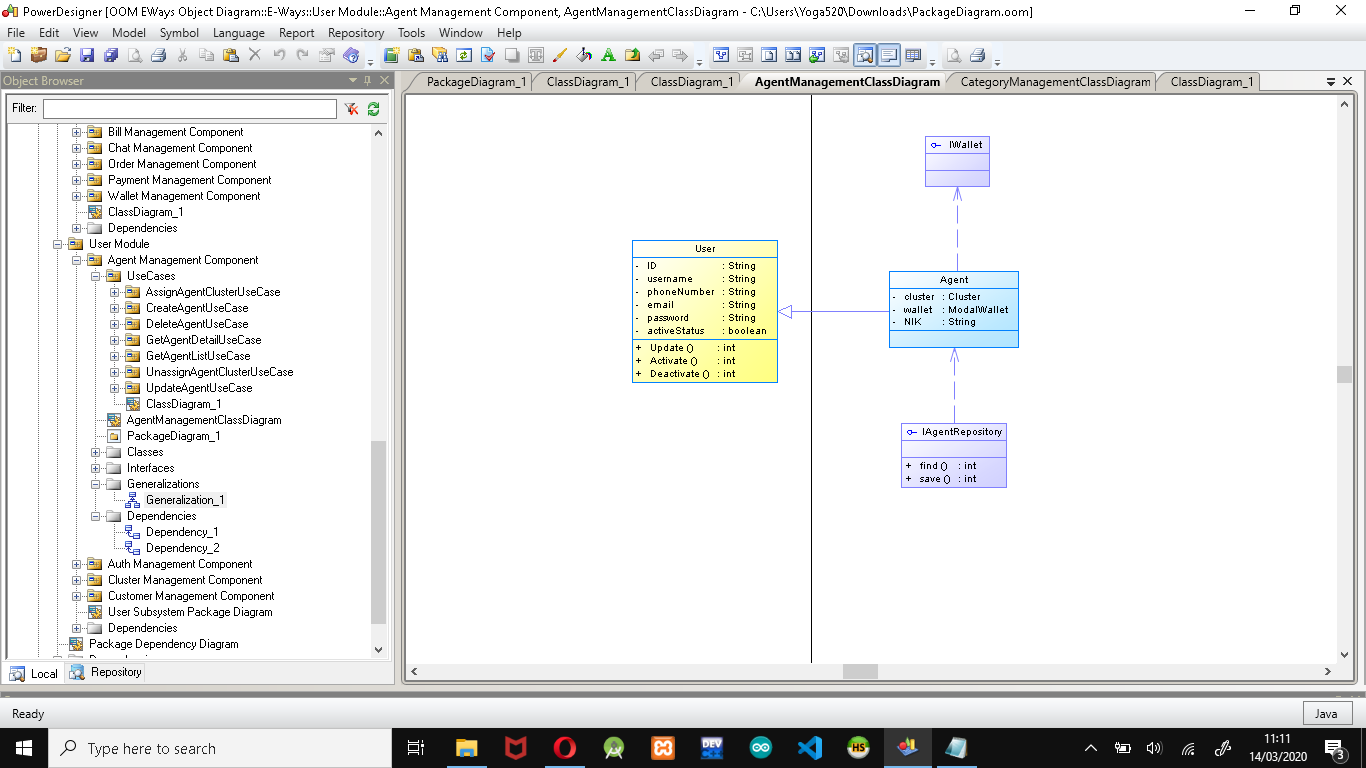 PowerDesigner [OOM EWays Object Diagram::E-Ways::User Module::Agent Management Component, AgentManagementClassDiagram - C:\Users\Yoga520\Downloads\PackageDiagram.oom]
File Edit View Model Symbol Language Report Repository Tools Window Help
Object Browser
Filter:
Bill Management Component
Chat Management Component
Order Management Component
Payment Management Component
Wallet Management Component
ClassDiagram_1
Dependencies
User Module
Agent Management Component
UseCases
AssignAgentClusterUseCase
CreateAgentUseCase
DeleteAgentUseCase
GetAgentDetailUseCase
GetAgentListUseCase
UnassignAgentClusterUseCase
UpdateAgentUseCase
ClassDiagram_1
AgentManagementClassDiagram
PackageDiagram_1
Classes
Interfaces
Generalizations
Generalization_1
Dependencies
Dependency_1
Dependency_2
Auth Management Component
Cluster Management Component
Customer Management Component
User Subsystem Package Diagram
Dependencies
Package Dependency Diagram
Local Repository
PackageDiagram_1 ClassDiagram_1 ClassDiagram_1 AgentManagementClassDiagram CategoryManagementClassDiagram ClassDiagram_1
IWallet
User
- ID : String
- username : String
- phoneNumber : String
- email : String
- password : String
- activeStatus : boolean
+ Update () : int
+ Activate () : int
+ Deactivate () : int
Agent
- cluster : Cluster
- wallet : ModalWallet
- NIK : String
IAgentRepository
+ find () : int
+ save () : int
Ready
Java
Type here to search
DEV
HS
11:11
14/03/2020
3